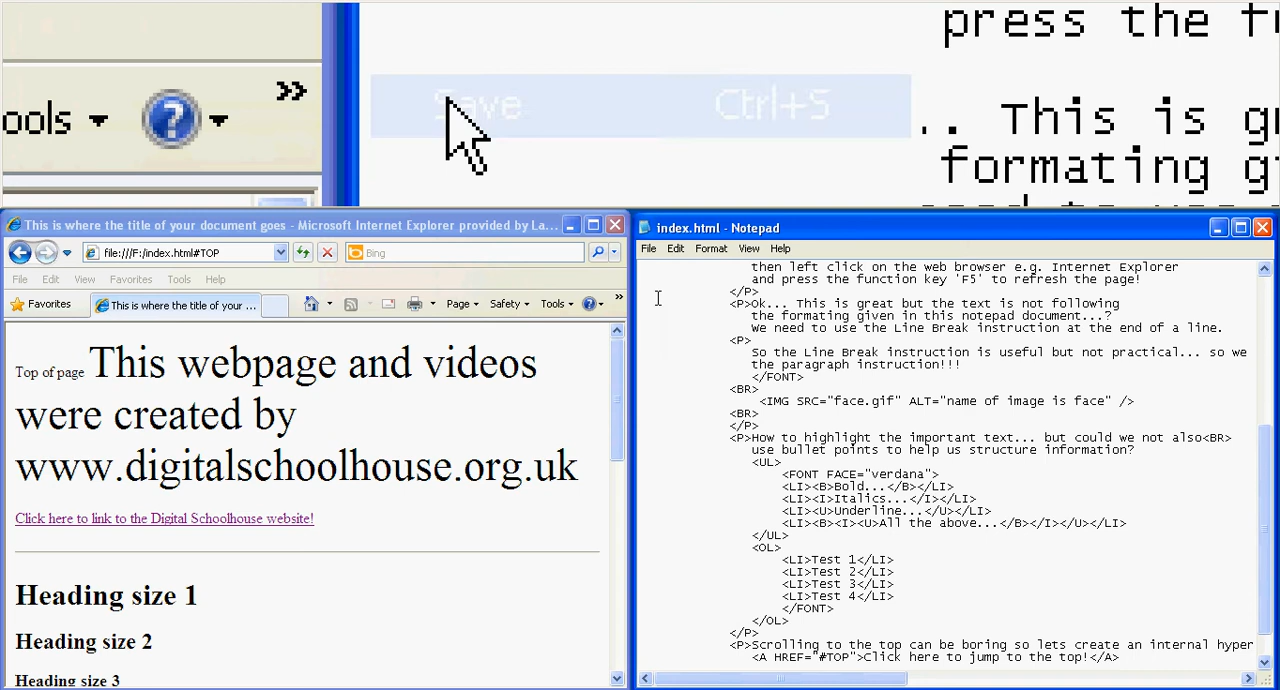 press the f
ools
Save Ctrl+S
.. This is g
formating g
This is where the title of your document goes - Microsoft Internet Explorer provided by La...
file:///F:/index.html#TOP
Bing
File Edit View Favorites Tools Help
Favorites
This is where the title of your ...
Page Safety Tools
Top of page This webpage and videos
were created by
www.digitalschoolhouse.org.uk
Click here to link to the Digital Schoolhouse website!
Heading size 1
Heading size 2
Heading size 3
index.html - Notepad
File Edit Format View Help
then left click on the web browser e.g. Internet Explorer
and press the function key 'F5' to refresh the page!
</P>
<P>Ok... This is great but the text is not following
the formating given in this notepad document...?
We need to use the Line Break instruction at the end of a line.
<P>
So the Line Break instruction is useful but not practical... so we
the paragraph instruction!!!
</FONT>
<BR>
<IMG SRC="face.gif" ALT="name of image is face" />
<BR>
</P>
<P>How to highlight the important text... but could we not also<BR>
use bullet points to help us structure information?
<UL>
<FONT FACE="verdana">
<LI><B>Bold...</B></LI>
<LI><I>Italics...</I></LI>
<LI><U>Underline...</U></LI>
<LI><B><I><U>All the above...</B></I></U></LI>
</UL>
<OL>
<LI>Test 1</LI>
<LI>Test 2</LI>
<LI>Test 3</LI>
<LI>Test 4</LI>
</FONT>
</OL>
</P>
<P>Scrolling to the top can be boring so lets create an internal hyper
<A HREF="#TOP">Click here to jump to the top!</A>